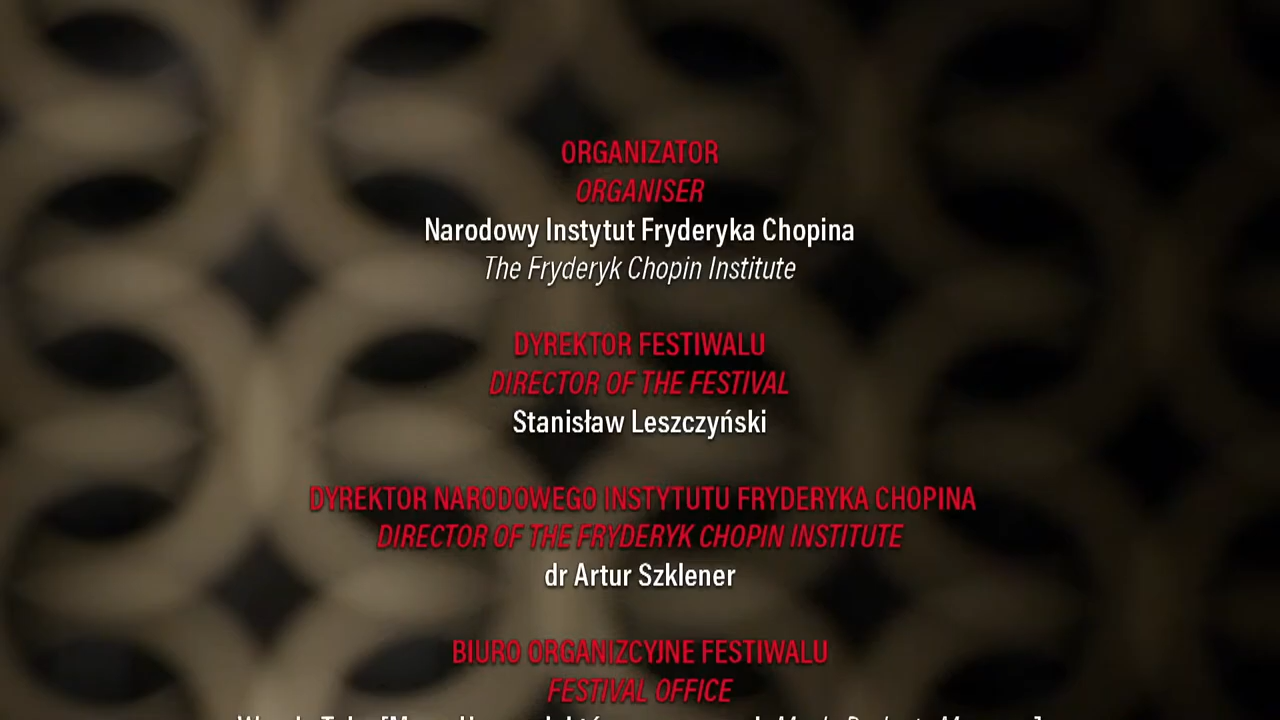 ORGANIZATOR
ORGANISER
Narodowy Instytut Fryderyka Chopina
The Fryderyk Chopin Institute
DYREKTOR FESTIWALU
DIRECTOR OF THE FESTIVAL
Stanisław Leszczyński
DYREKTOR NARODOWEGO INSTYTUTU FRYDERYKA CHOPINA
DIRECTOR OF THE FRYDERYK CHOPIN INSTITUTE
dr Artur Szklener
BIURO ORGANIZCYJNE FESTIWALU
FESTIVAL OFFICE